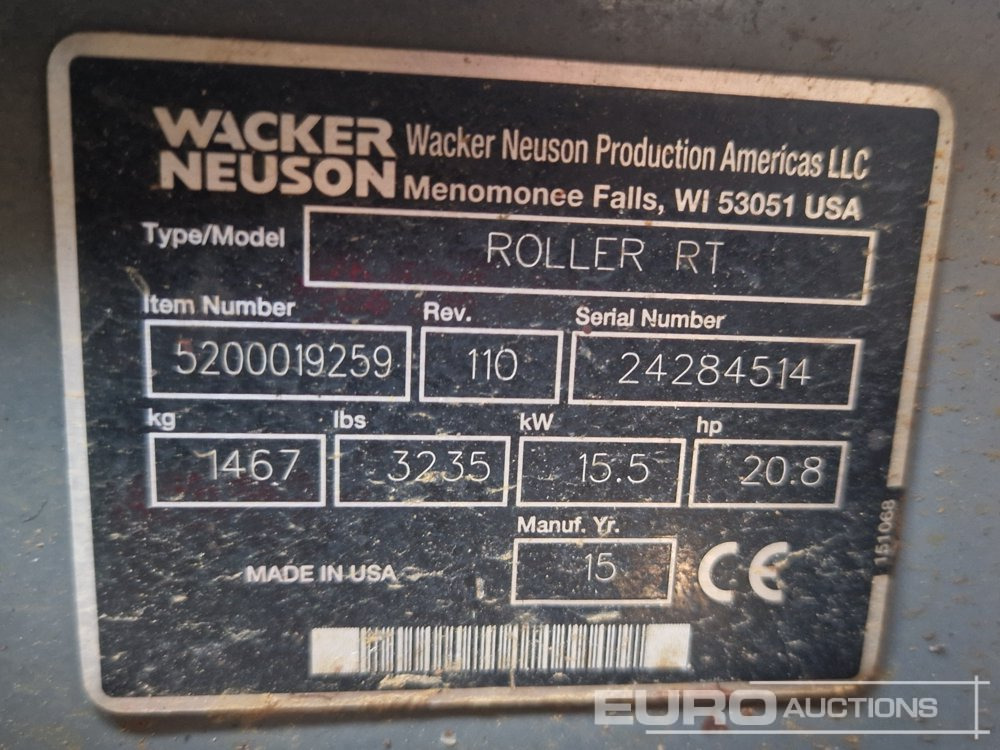 WACKER NEUSON
Wacker Neuson Production Americas LLC
Menomonee Falls, WI 53051 USA
Type/Model ROLLER RT
Item Number Rev. Serial Number
5200019259 110 24284514
kg lbs kW hp
1467 3235 15.5 20.8
Manuf. Yr.
MADE IN USA 15 CE
151068
EURO AUCTIONS